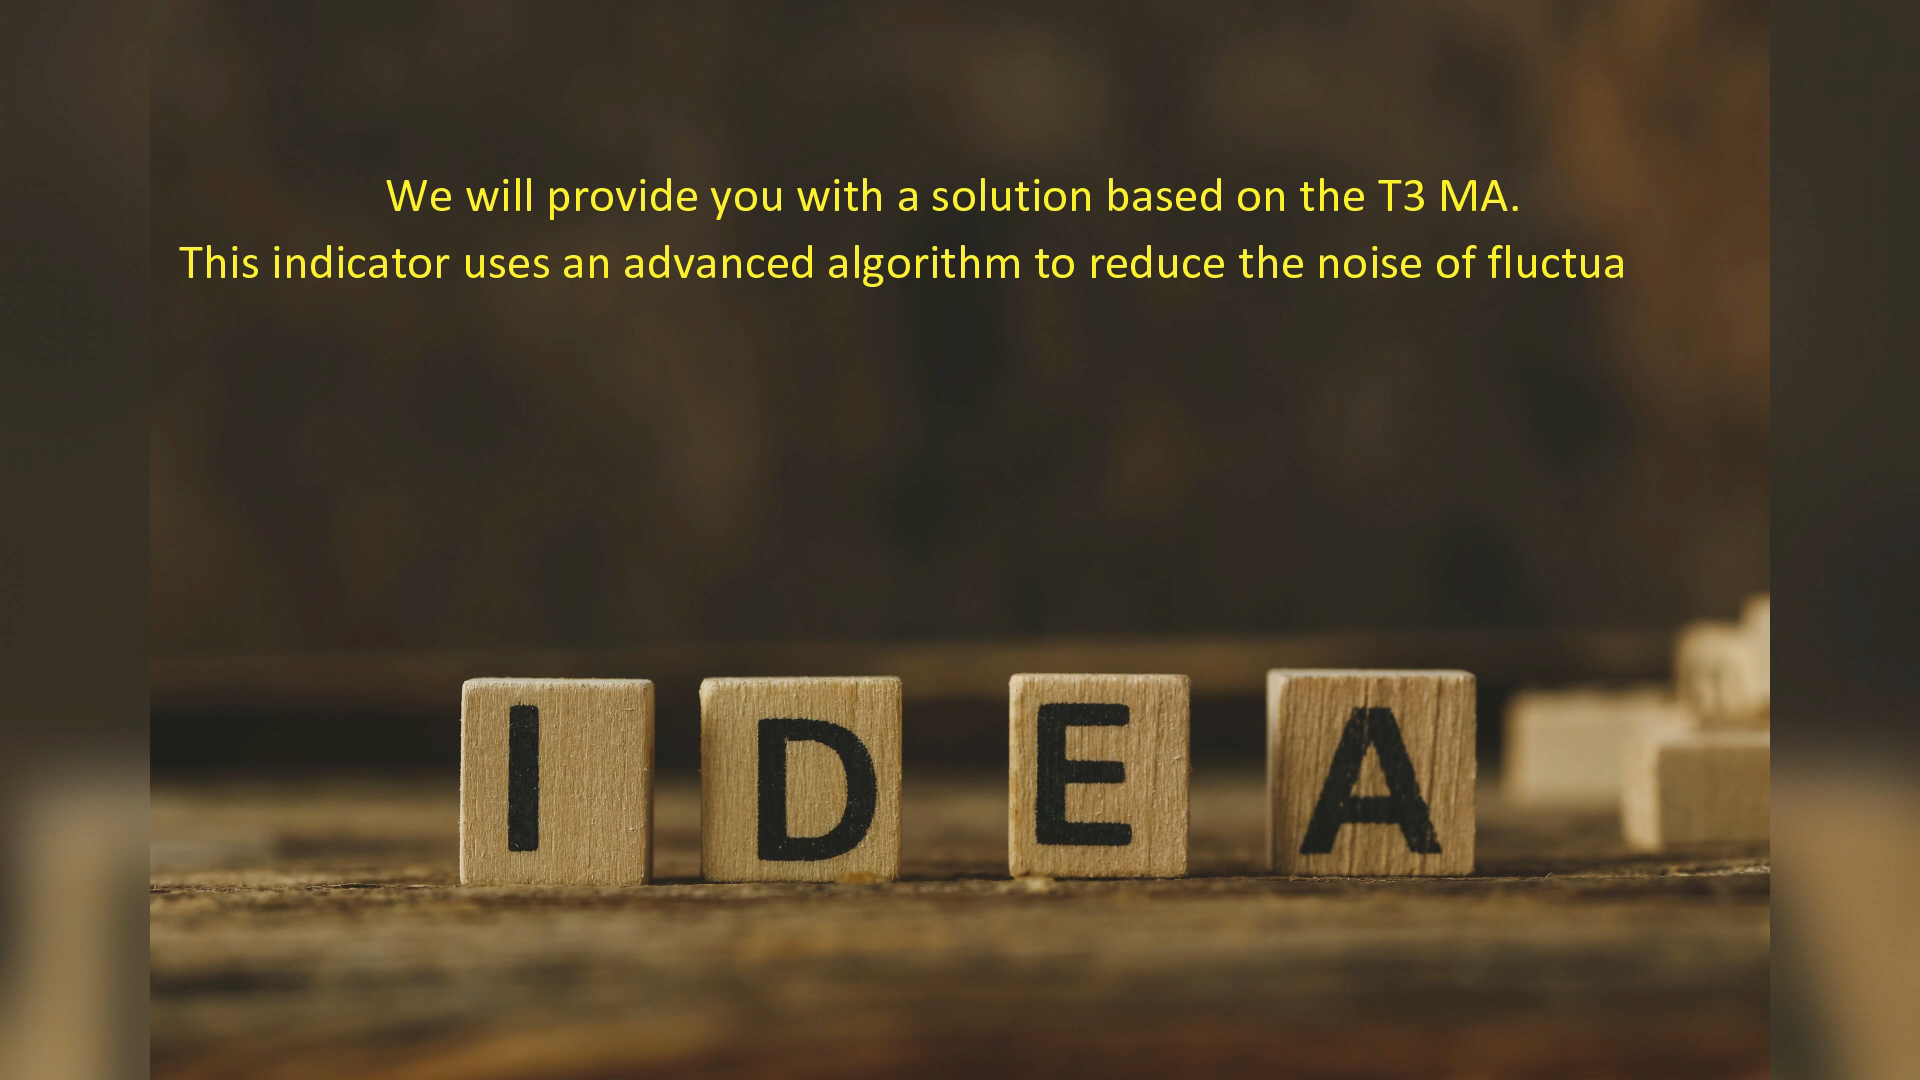 We will provide you with a solution based on the T3 MA.
This indicator uses an advanced algorithm to reduce the noise of fluctua
I D E A